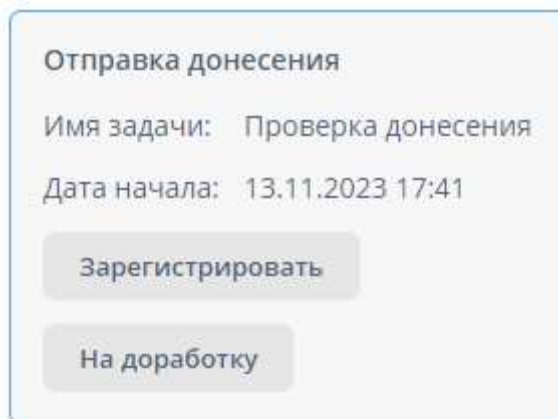 Отправка донесения
Имя задачи: Проверка донесения
Дата начала: 13.11.2023 17:41
Зарегистрировать
На доработку